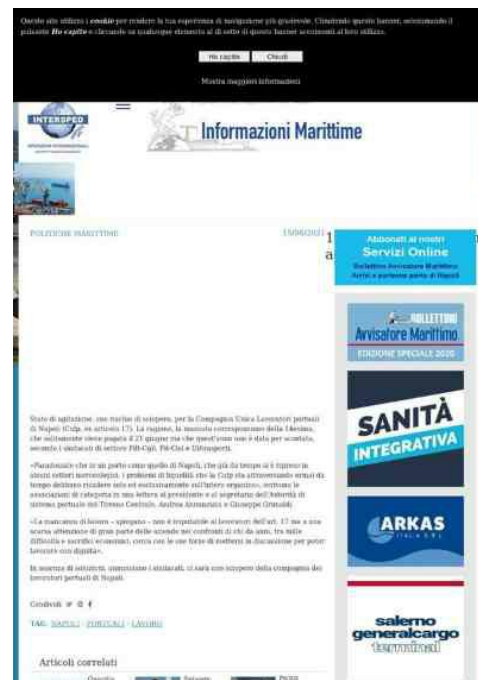 Questo sito utilizza i cookie per rendere la tua esperienza di navigazione più gradevole. Chiudendo questo banner, selezionando il
pulsante Ho capito o cliccando su qualunque elemento al di sotto di questo banner acconsenti al loro utilizzo.
Ho capito Chiudi
Mostra maggiori informazioni
INTERSPED
Informazioni Marittime
POLITICHE MARITTIME
Abbonati ai nostri
Servizi Online
Bollettino Avvisatore Marittimo
Arrivi e partenze porto di Napoli
BOLLETTINO
Avvisatore Marittimo
EDIZIONE SPECIALE 2020
SANITÀ
INTEGRATIVA
ARKAS
ITALIA S.R.L.
salerno
generalcargo
terminal
Stato di agitazione, con rischio di sciopero, per la Compagnia Unica Lavoratori portuali
di Napoli (Culp, ex articolo 17). La ragione, la mancata corresponsione della 14esima,
che solitamente viene pagata il 21 giugno ma che quest'anno non è data per scontata,
secondo i sindacati di settore Filt-Cgil, Fit-Cisl e Uiltrasporti.
«Paradossale che in un porto come quello di Napoli, che già da tempo si è ripreso in
alcuni settori merceologici, i problemi di liquidità che la Culp sta attraversando ormai da
tempo debbano ricadere solo ed esclusivamente sull'intero organico», scrivono le
associazioni di categoria in una lettera al presidente e al segretario dell'Autorità di
sistema portuale del Tirreno Centrale, Andrea Annunziata e Giuseppe Grimaldi.
«La mancanza di lavoro - spiegano - non è imputabile ai lavoratori dell'art. 17 ma a una
scarsa attenzione di gran parte delle aziende nei confronti di chi da anni, tra mille
difficoltà e sacrifici economici, cerca con le sue forze di mettersi in discussione per poter
lavorare con dignità».
In assenza di soluzioni, ammoniscono i sindacati, ci sarà uno sciopero della compagnia dei
lavoratori portuali di Napoli.
Condividi
TAG: NAPOLI - PORTUALI - LAVORO
Articoli correlati